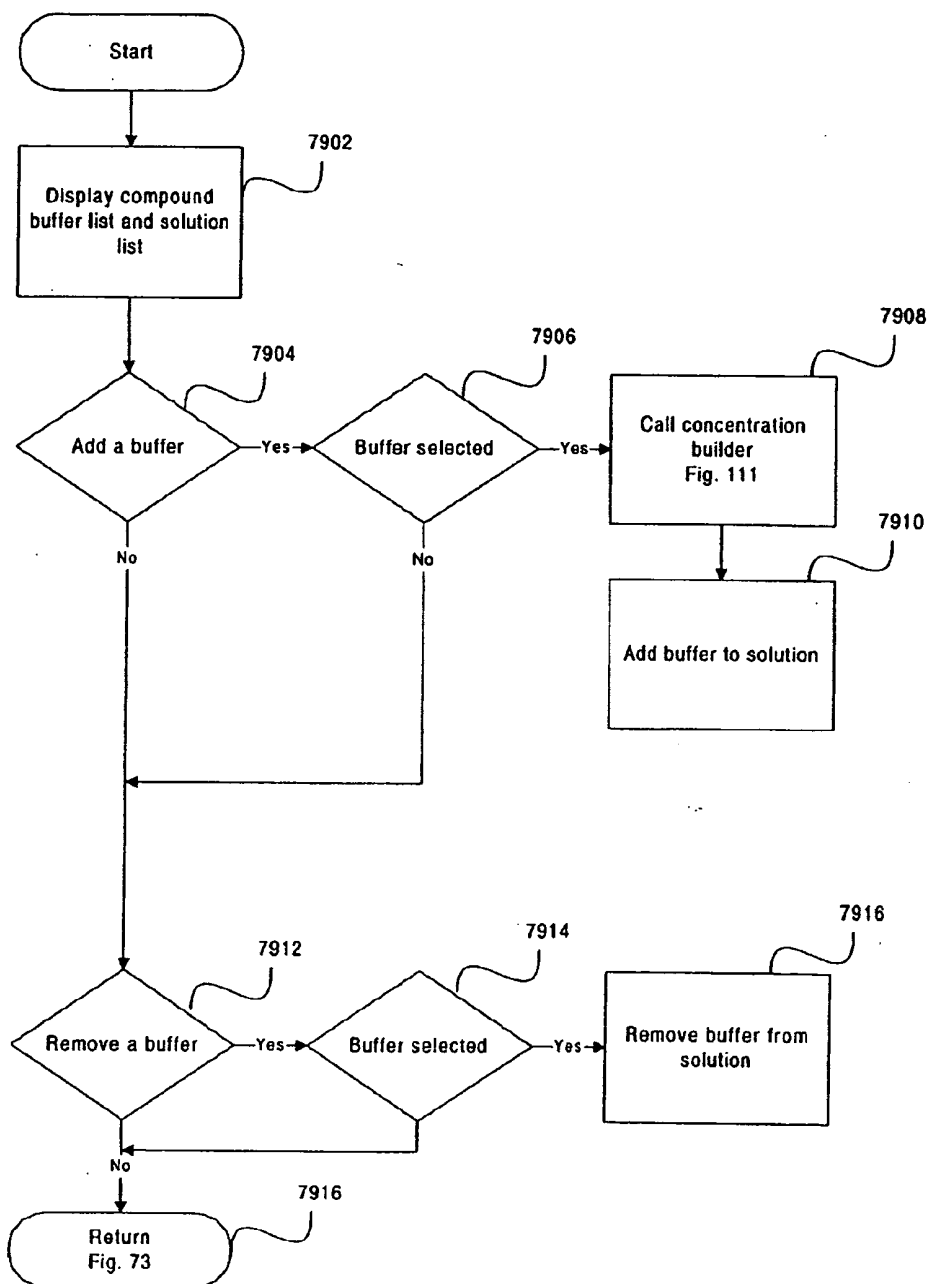 Start
7902
Display compound
buffer list and solution
list
7904
Add a buffer
Yes
7906
Buffer selected
Yes
7908
Call concentration
builder
Fig. 111
No
No
7910
Add buffer to solution
7912
Remove a buffer
Yes
7914
Buffer selected
Yes
7916
Remove buffer from
solution
No
7916
Return
Fig. 73